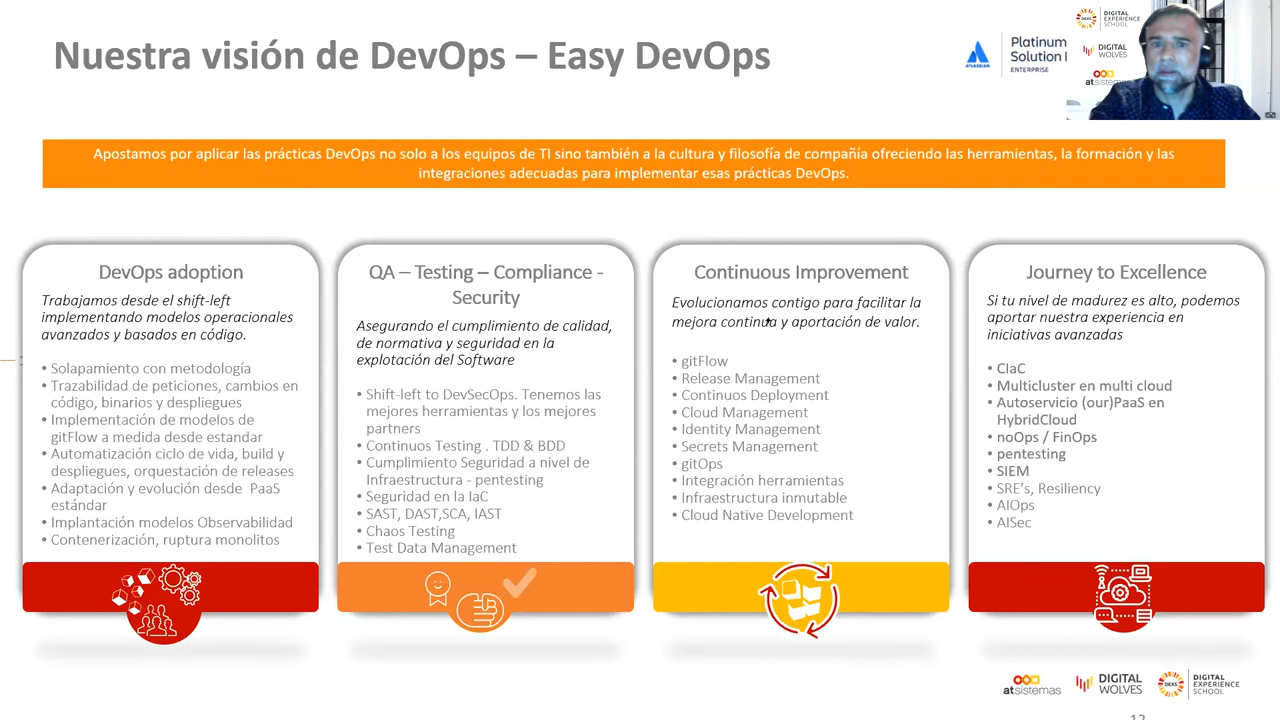 Nuestra visión de DevOps – Easy DevOps
ATLASSIAN
Platinum
Solution
ENTERPRISE
DEXS
DIGITAL
EXPERIENCE
SCHOOL
DIGITAL
WOLVES
atsistemas
Apostamos por aplicar las prácticas DevOps no solo a los equipos de TI sino también a la cultura y filosofía de compañía ofreciendo las herramientas, la formación y las
integraciones adecuadas para implementar esas prácticas DevOps.
DevOps adoption
Trabajamos desde el shift-left
implementando modelos operacionales
avanzados y basados en código.
• Solapamiento con metodología
• Trazabilidad de peticiones, cambios en
código, binarios y despliegues
• Implementación de modelos de
gitFlow a medida desde estandar
• Automatización ciclo de vida, build y
despliegues, orquestación de releases
• Adaptación y evolución desde PaaS
estándar
• Implantación modelos Observabilidad
• Contenerización, ruptura monolitos
QA – Testing – Compliance -
Security
Asegurando el cumplimiento de calidad,
de normativa y seguridad en la
explotación del Software
• Shift-left to DevSecOps. Tenemos las
mejores herramientas y los mejores
partners
• Continuos Testing . TDD & BDD
• Cumplimiento Seguridad a nivel de
Infraestructura - pentesting
• Seguridad en la IaC
• SAST, DAST,SCA, IAST
• Chaos Testing
• Test Data Management
Continuous Improvement
Evolucionamos contigo para facilitar la
mejora continua y aportación de valor.
• gitFlow
• Release Management
• Continuos Deployment
• Cloud Management
• Identity Management
• Secrets Management
• gitOps
• Integración herramientas
• Infraestructura inmutable
• Cloud Native Development
Journey to Excellence
Si tu nivel de madurez es alto, podemos
aportar nuestra experiencia en
iniciativas avanzadas
• CIaC
• Multicluster en multi cloud
• Autoservicio (our)PaaS en
HybridCloud
• noOps / FinOps
• pentesting
• SIEM
• SRE's, Resiliency
• AIOps
• AISec
atsistemas
DIGITAL
WOLVES
DEXS
DIGITAL
EXPERIENCE
SCHOOL
12